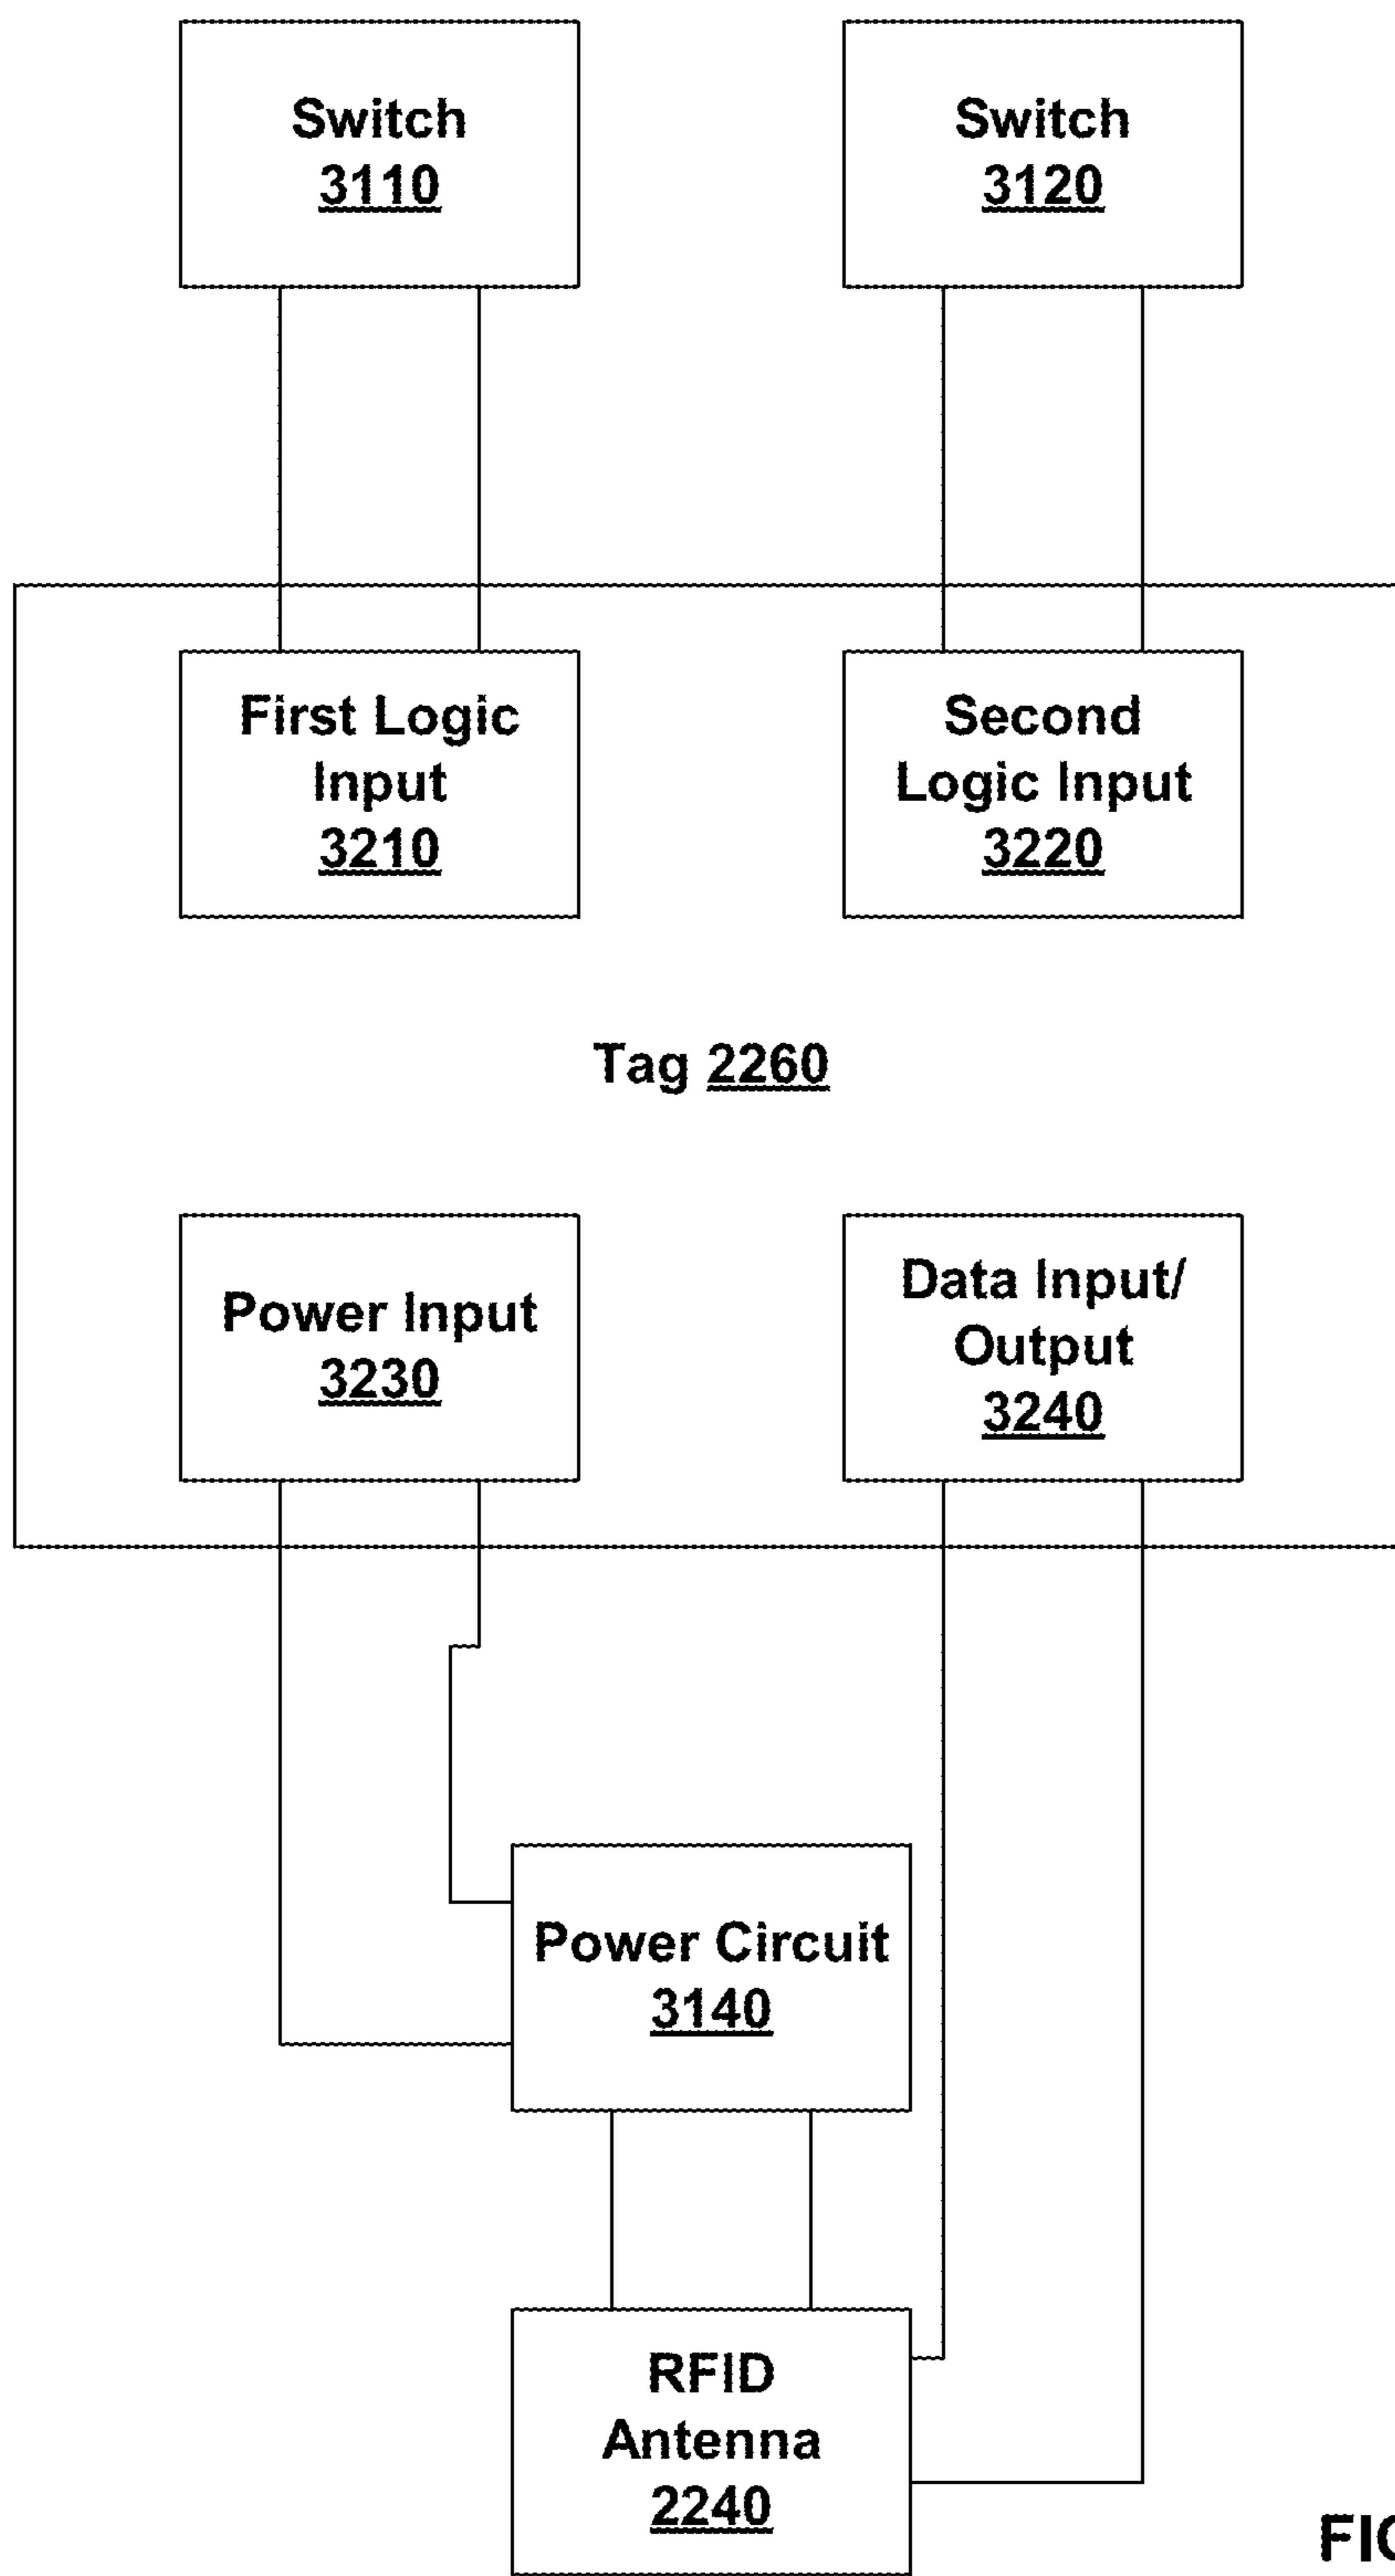 Switch
3110
Switch
3120
First Logic
Input
3210
Second
Logic Input
3220
Tag 2260
Power Input
3230
Data Input/
Output
3240
Power Circuit
3140
RFID
Antenna
2240